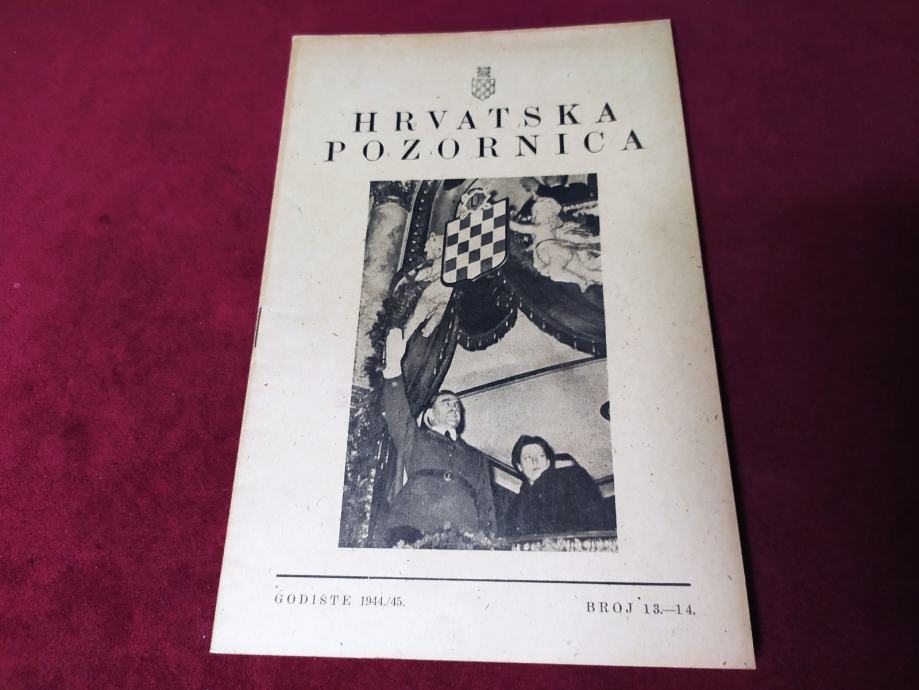 HRVATSKA
POZORNICA
GODIŠTE 1944./45.
BROJ 13.—14.